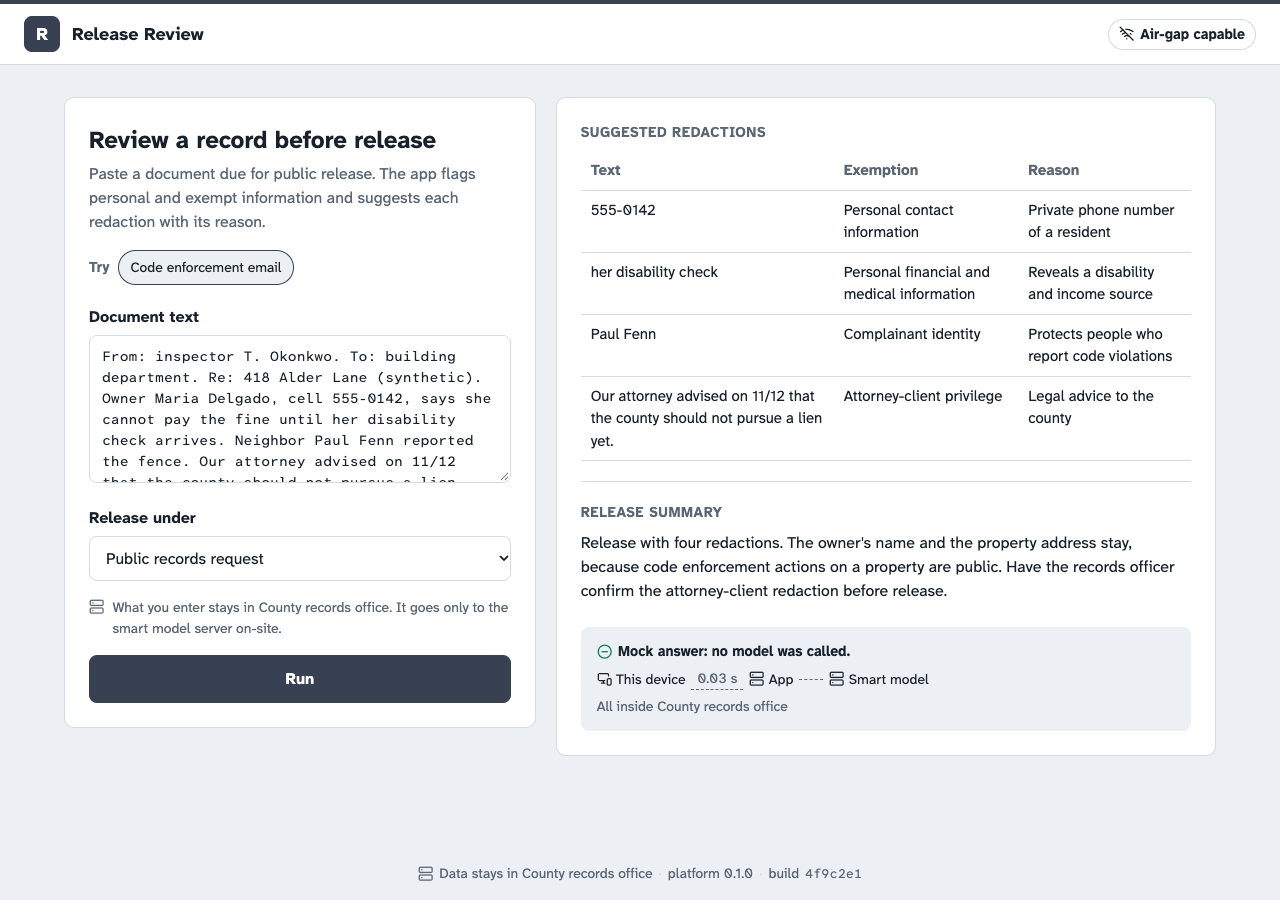 R
Release Review
Air-gap capable
Review a record before release
Paste a document due for public release. The app flags
personal and exempt information and suggests each
redaction with its reason.
Try
Code enforcement email
Document text
From: inspector T. Okonkwo. To: building
department. Re: 418 Alder Lane (synthetic).
Owner Maria Delgado, cell 555-0142, says she
cannot pay the fine until her disability
check arrives. Neighbor Paul Fenn reported
the fence. Our attorney advised on 11/12
that the county should not pursue a lien
Release under
Public records request
What you enter stays in County records office. It goes only to the
smart model server on-site.
Run
SUGGESTED REDACTIONS
Text Exemption Reason
555-0142 Personal contact Private phone number
information of a resident
her disability check Personal financial and Reveals a disability
medical information and income source
Paul Fenn Complainant identity Protects people who
report code violations
Our attorney advised on 11/12 that Attorney-client privilege Legal advice to the
the county should not pursue a lien county
yet.
RELEASE SUMMARY
Release with four redactions. The owner's name and the property address stay,
because code enforcement actions on a property are public. Have the records officer
confirm the attorney-client redaction before release.
Mock answer: no model was called.
This device 0.03 s App Smart model
All inside County records office
Data stays in County records office · platform 0.1.0 · build 4f9c2e1